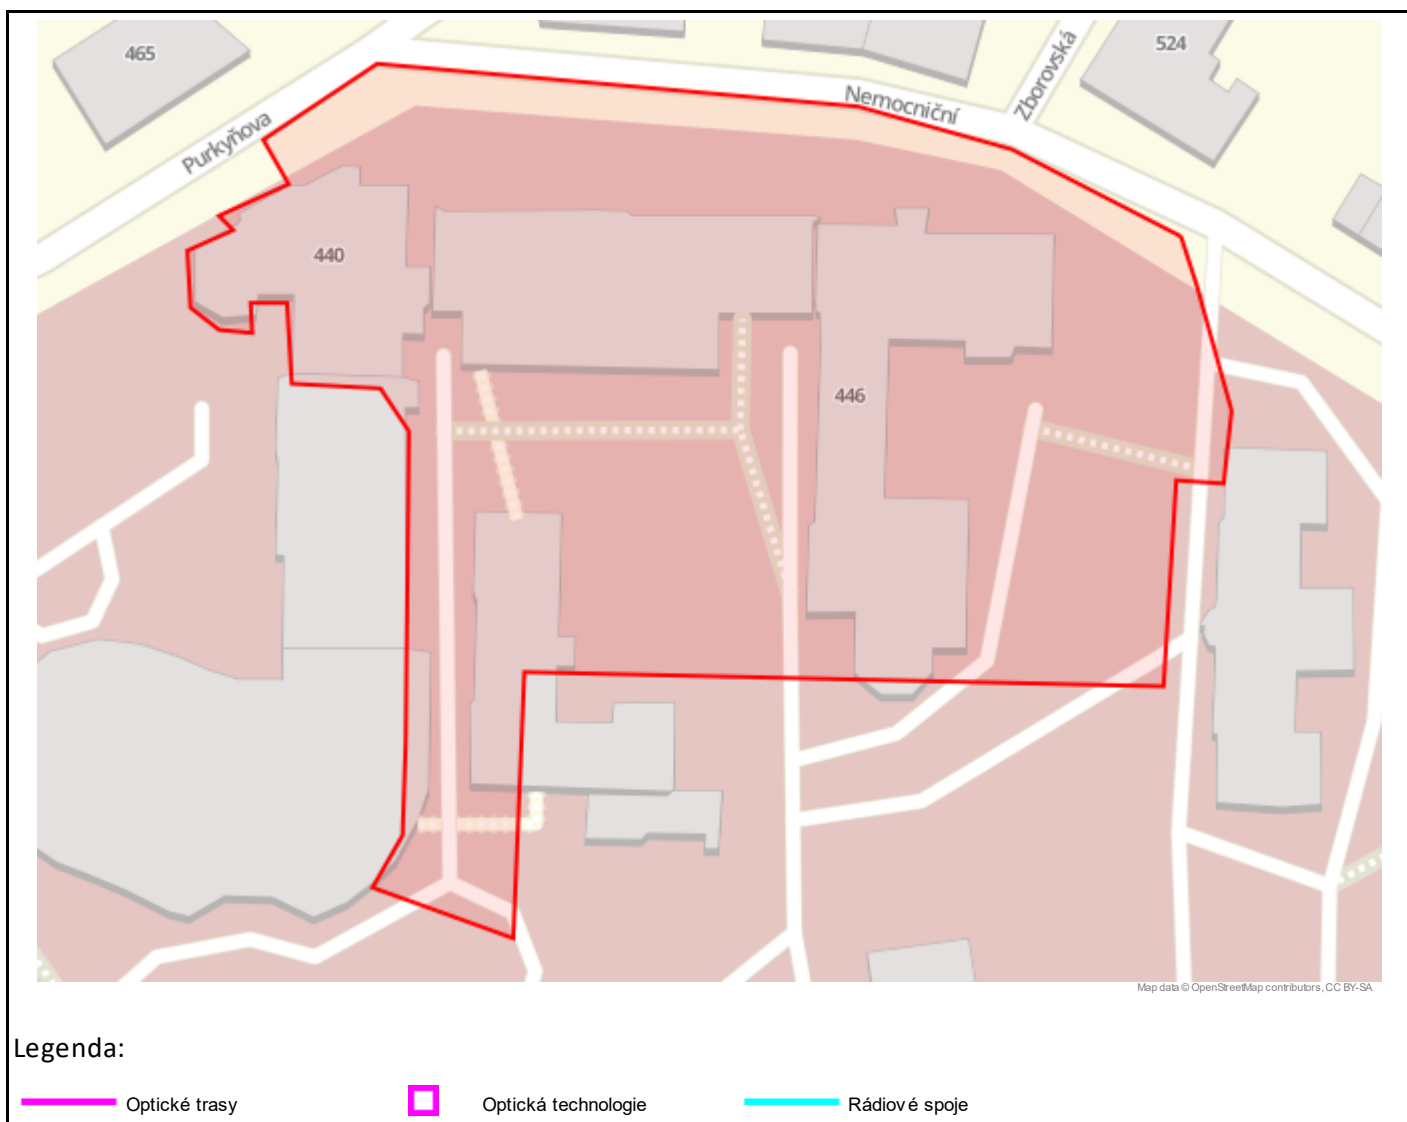 465
524
Purkyňova
Nemocniční
Zborovská
440
446
Map data © OpenStreetMap contributors, CC BY-SA
Legenda:
Optické trasy
Optická technologie
Rádiové spoje